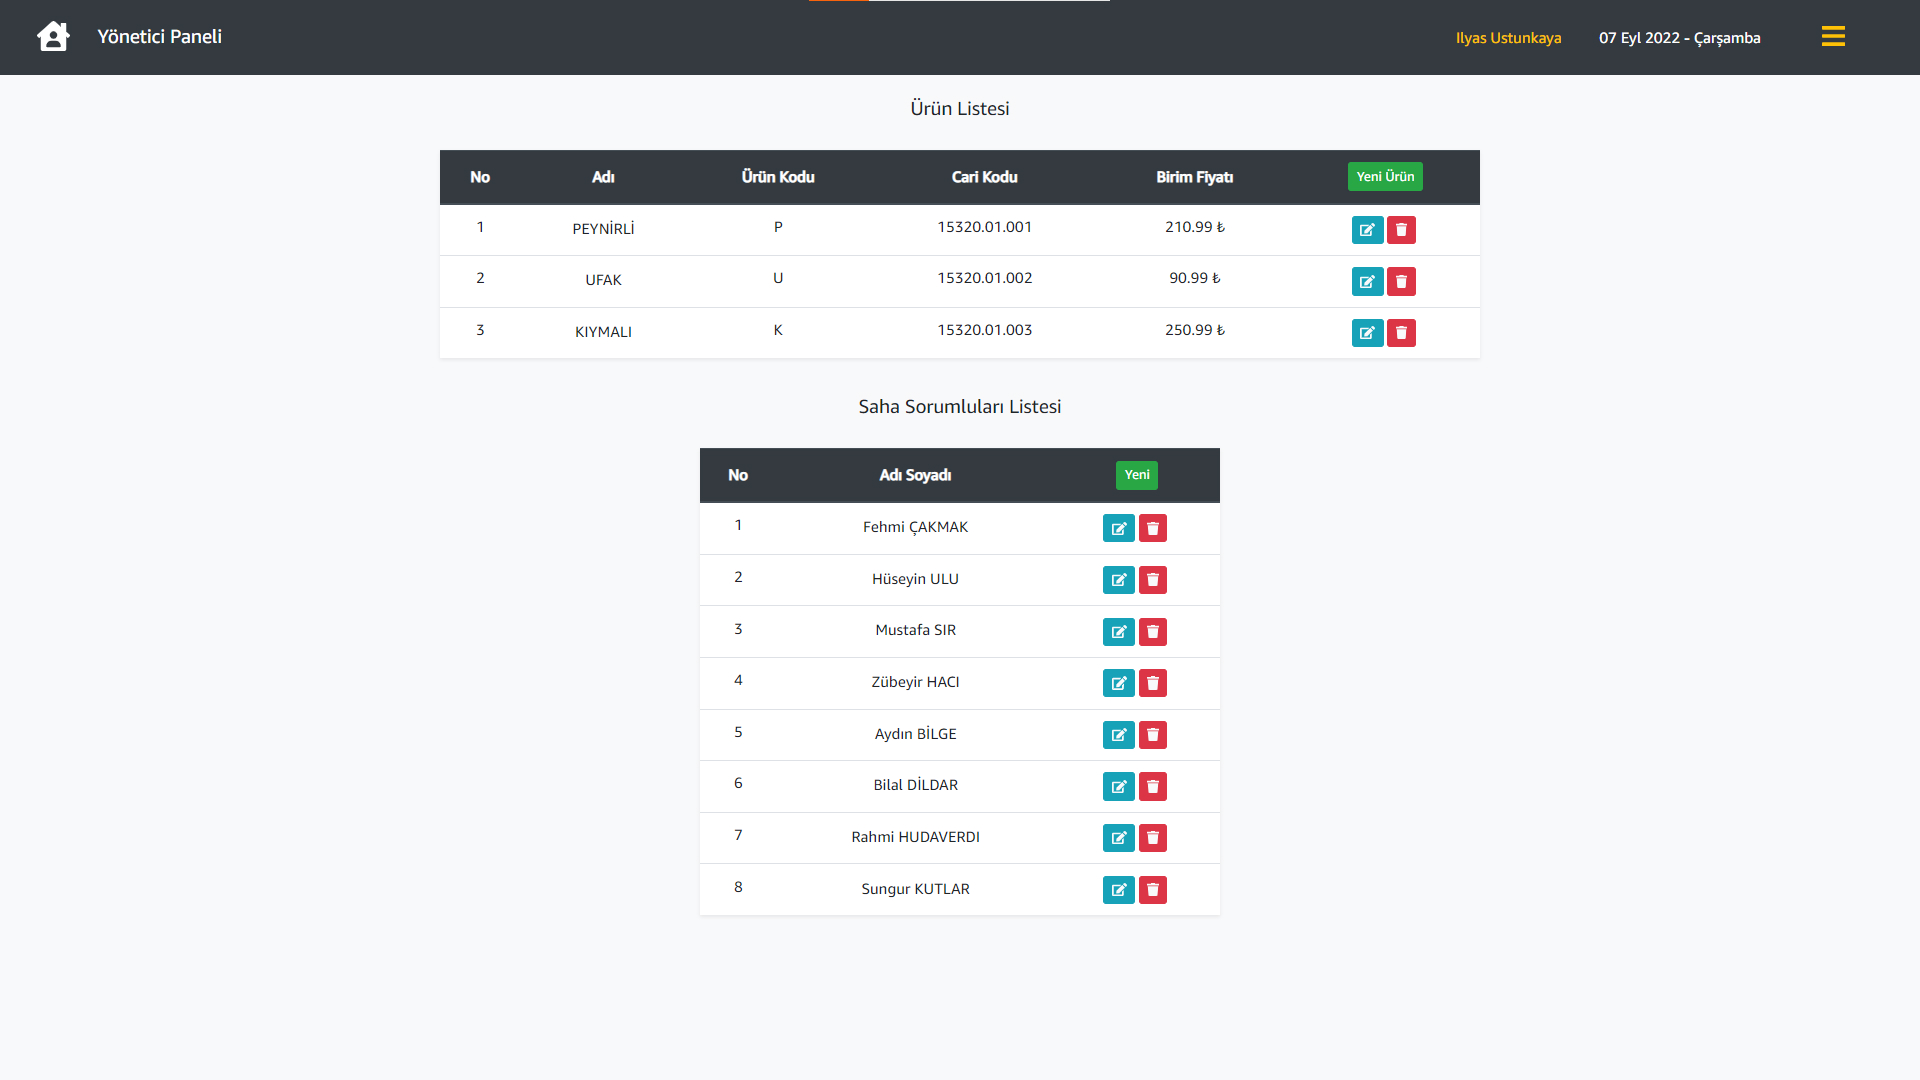 Yönetici Paneli
Ilyas Ustunkaya 07 Eyl 2022 - Çarşamba
Ürün Listesi
No Adı Ürün Kodu Cari Kodu Birim Fiyatı Yeni Ürün
1 PEYNİRLİ P 15320.01.001 210.99 ₺
2 UFAK U 15320.01.002 90.99 ₺
3 KIYMALI K 15320.01.003 250.99 ₺
Saha Sorumluları Listesi
No Adı Soyadı Yeni
1 Fehmi ÇAKMAK
2 Hüseyin ULU
3 Mustafa SIR
4 Zübeyir HACI
5 Aydın BİLGE
6 Bilal DİLDAR
7 Rahmi HUDAVERDI
8 Sungur KUTLAR